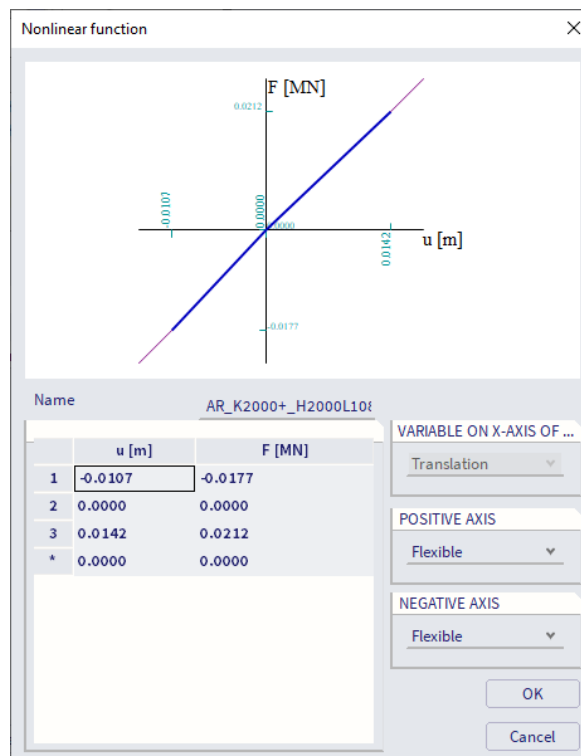 Nonlinear function
F [MN]
0.0212
-0.0107
0.0000
0.0000
0.0142
u [m]
-0.0177
Name
AR_K2000+_H2000L108
u [m] F [MN]
1 -0.0107 -0.0177
2 0.0000 0.0000
3 0.0142 0.0212
* 0.0000 0.0000
VARIABLE ON X-AXIS OF ...
Translation
POSITIVE AXIS
Flexible
NEGATIVE AXIS
Flexible
OK
Cancel